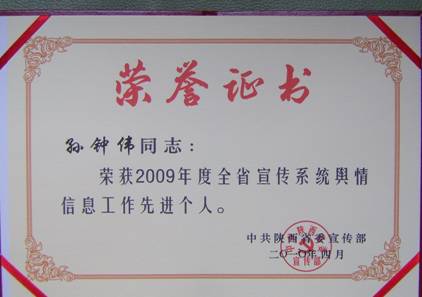 荣誉证书
孙钟伟同志：
荣获2009年度全省宣传系统舆情
信息工作先进个人。
中共陕西省委宣传部
二〇一〇年四月